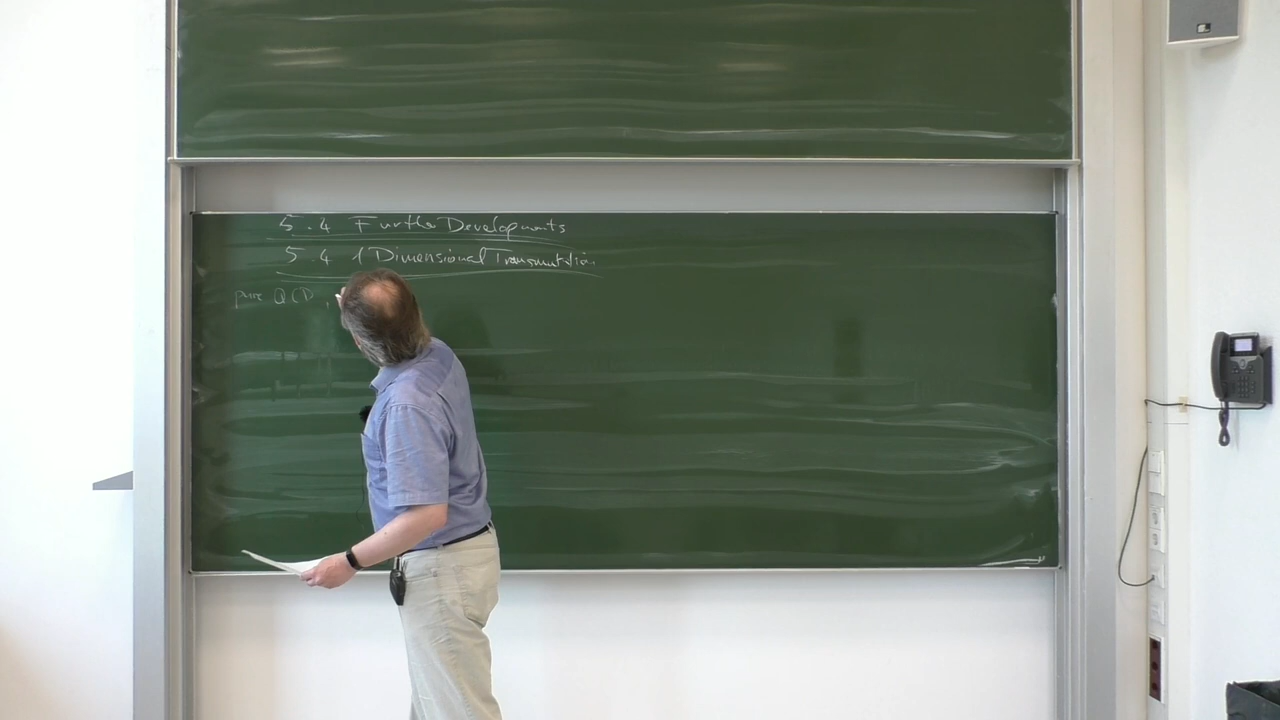 5.4 Further Developments
5.4.1 Dimensional Transmutation
pure QCD,